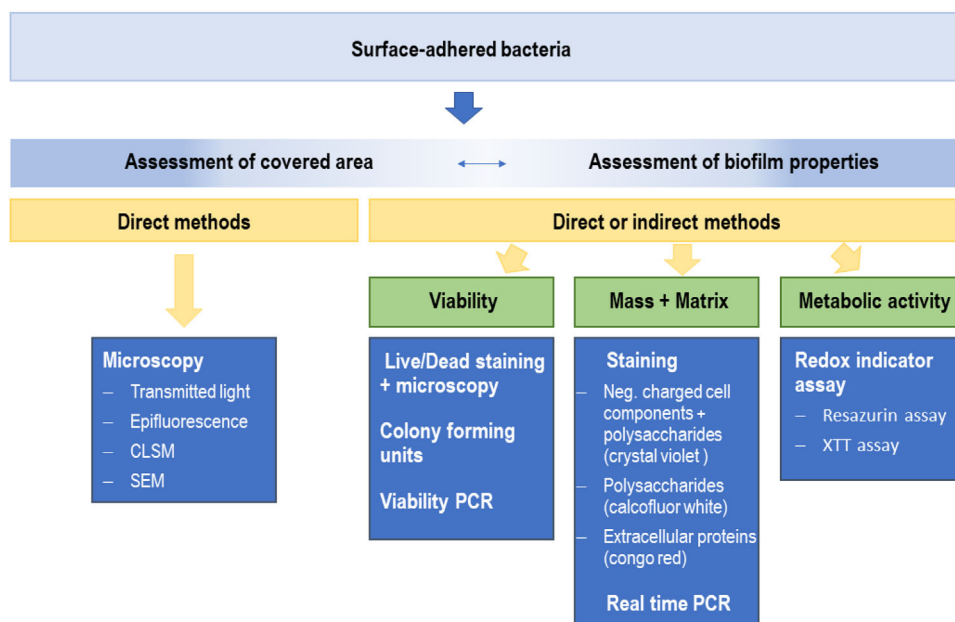 Surface-adhered bacteria
Assessment of covered area
Assessment of biofilm properties
Direct methods
Direct or indirect methods
Viability
Mass + Matrix
Metabolic activity
Microscopy
– Transmitted light
– Epifluorescence
– CLSM
– SEM
Live/Dead staining
+ microscopy
Colony forming
units
Viability PCR
Staining
– Neg. charged cell
components +
polysaccharides
(crystal violet )
– Polysaccharides
(calcofluor white)
– Extracellular proteins
(congo red)
Real time PCR
Redox indicator
assay
– Resazurin assay
– XTT assay